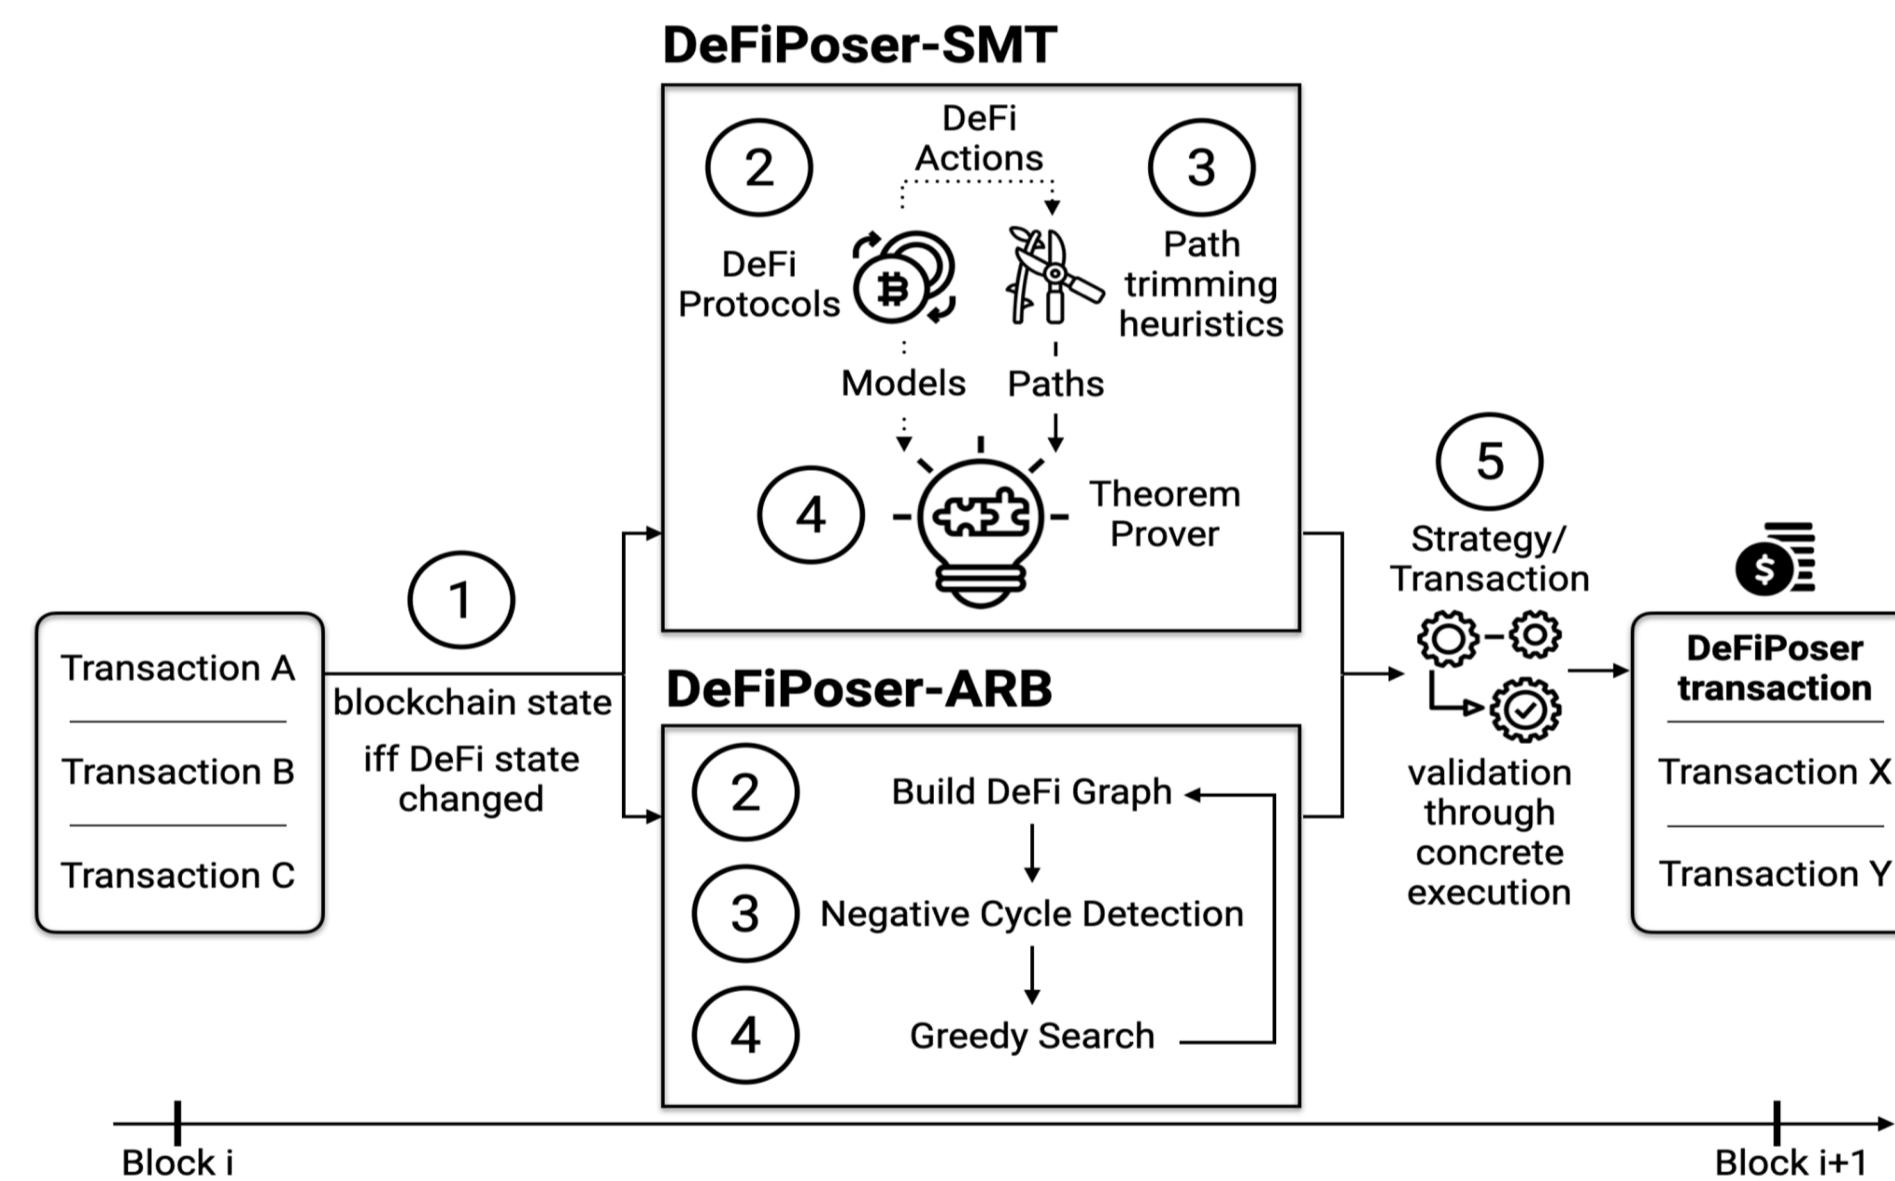 DeFiPoser-SMT
2
DeFi
Actions
3
DeFi
Protocols
Path
trimming
heuristics
Models
Paths
4
Theorem
Prover
1
Transaction A
Transaction B
Transaction C
blockchain state
iff DeFi state
changed
DeFiPoser-ARB
2
Build DeFi Graph
3
Negative Cycle Detection
4
Greedy Search
5
Strategy/
Transaction
validation
through
concrete
execution
$
DeFiPoser
transaction
Transaction X
Transaction Y
Block i
Block i+1